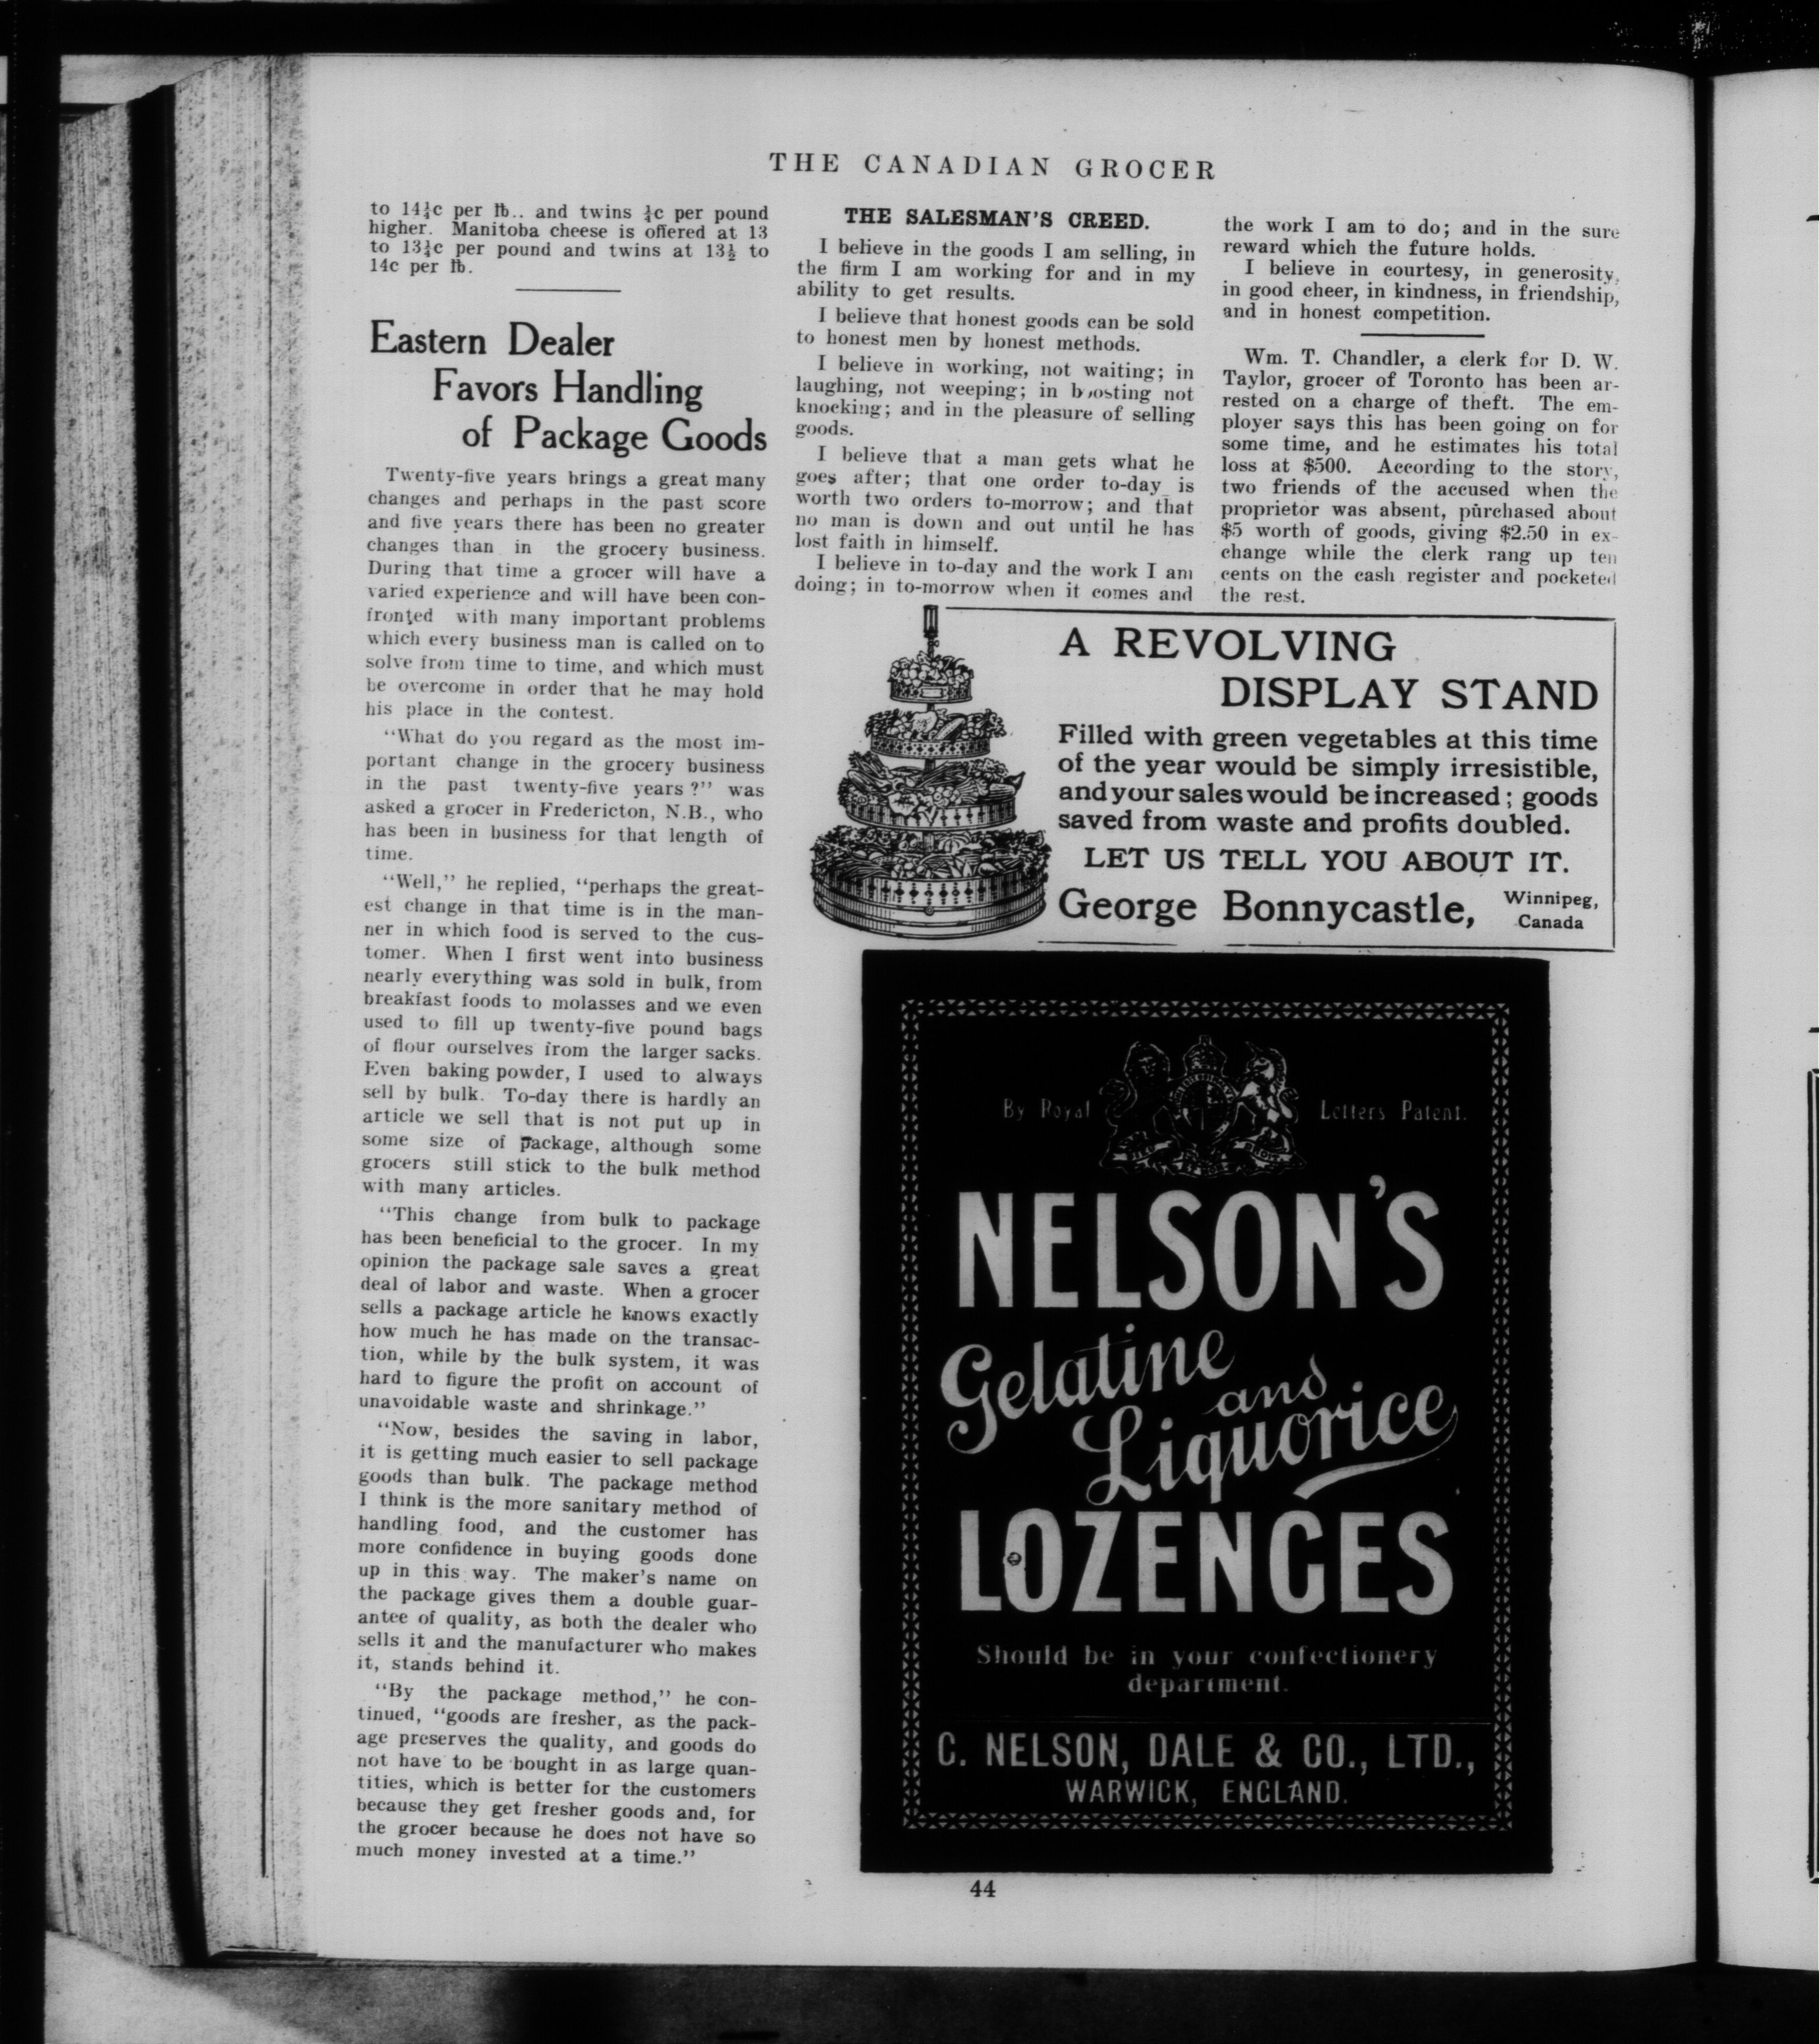 THE CANADIAN GROCER
to 14¼c per lb.. and twins ¼c per pound
higher. Manitoba cheese is offered at 13
to 13¼c per pound and twins at 13½ to
14c per lb.
Eastern Dealer
Favors Handling
of Package Goods
Twenty-five years brings a great many
changes and perhaps in the past score
and five years there has been no greater
changes than in the grocery business.
During that time a grocer will have a
varied experience and will have been con-
fronted with many important problems
which every business man is called on to
solve from time to time, and which must
be overcome in order that he may hold
his place in the contest.
"What do you regard as the most im-
portant change in the grocery business
in the past twenty-five years?" was
asked a grocer in Fredericton, N.B., who
has been in business for that length of
time.
"Well," he replied, "perhaps the great-
est change in that time is in the man-
ner in which food is served to the cus-
tomer. When I first went into business
nearly everything was sold in bulk, from
breakfast foods to molasses and we even
used to fill up twenty-five pound bags
of flour ourselves from the larger sacks.
Even baking powder, I used to always
sell by bulk. To-day there is hardly an
article we sell that is not put up in
some size of package, although some
grocers still stick to the bulk method
with many articles.
"This change from bulk to package
has been beneficial to the grocer. In my
opinion the package sale saves a great
deal of labor and waste. When a grocer
sells a package article he knows exactly
how much he has made on the transac-
tion, while by the bulk system, it was
hard to figure the profit on account of
unavoidable waste and shrinkage."
"Now, besides the saving in labor,
it is getting much easier to sell package
goods than bulk. The package method
I think is the more sanitary method of
handling food, and the customer has
more confidence in buying goods done
up in this way. The maker's name on
the package gives them a double guar-
antee of quality, as both the dealer who
sells it and the manufacturer who makes
it, stands behind it.
"By the package method," he con-
tinued, "goods are fresher, as the pack-
age preserves the quality, and goods do
not have to be bought in as large quan-
tities, which is better for the customers
because they get fresher goods and, for
the grocer because he does not have so
much money invested at a time."
THE SALESMAN'S CREED.
I believe in the goods I am selling, in
the firm I am working for and in my
ability to get results.
I believe that honest goods can be sold
to honest men by honest methods.
I believe in working, not waiting; in
laughing, not weeping; in boosting not
knocking; and in the pleasure of selling
goods.
I believe that a man gets what he
goes after; that one order to-day is
worth two orders to-morrow; and that
no man is down and out until he has
lost faith in himself.
I believe in to-day and the work I am
doing; in to-morrow when it comes and
the work I am to do; and in the sure
reward which the future holds.
I believe in courtesy, in generosity,
in good cheer, in kindness, in friendship,
and in honest competition.
Wm. T. Chandler, a clerk for D. W.
Taylor, grocer of Toronto has been ar-
rested on a charge of theft. The em-
ployer says this has been going on for
some time, and he estimates his total
loss at $500. According to the story,
two friends of the accused when the
proprietor was absent, purchased about
$5 worth of goods, giving $2.50 in ex-
change while the clerk rang up ten
cents on the cash register and pocketed
the rest.
A REVOLVING
DISPLAY STAND
Filled with green vegetables at this time
of the year would be simply irresistible,
and your sales would be increased; goods
saved from waste and profits doubled.
LET US TELL YOU ABOUT IT.
George Bonnycastle, Winnipeg,
Canada
By Royal Letters Patent.
NELSON'S
Gelatine
and
Liquorice
LOZENGES
Should be in your confectionery
department.
C. NELSON, DALE & CO., LTD.,
WARWICK, ENGLAND.
44